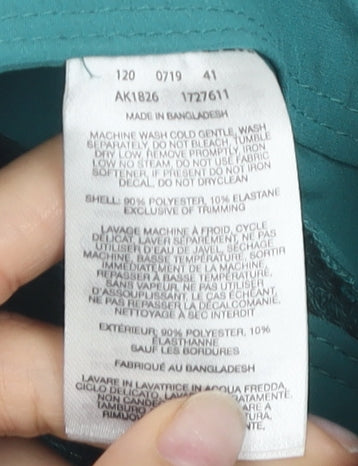 120 0719 41
AK1826 1727611
MADE IN BANGLADESH
MACHINE WASH COLD GENTLE, WASH
SEPARATELY, DO NOT BLEACH, TUMBLE
DRY LOW, REMOVE PROMPTLY, IRON
LOW NO STEAM, DO NOT USE FABRIC
SOFTENER, IF PRESENT DO NOT IRON
DECAL, DO NOT DRYCLEAN
SHELL: 90% POLYESTER, 10% ELASTANE
EXCLUSIVE OF TRIMMING
LAVAGE MACHINE À FROID, CYCLE
DÉLICAT, LAVER SÉPARÉMENT, NE PAS
UTILISER D'EAU DE JAVEL, SÉCHAGE
MACHINE, BASSE TEMPÉRATURE, SORTIR
IMMÉDIATEMENT DE LA MACHINE,
REPASSER À BASSE TEMPÉRATURE,
SANS VAPEUR, NE PAS UTILISER
D'ASSOUPLISSANT, LE CAS ÉCHÉANT,
NE PAS REPASSER LA DÉCALCOMANIE,
NETTOYAGE À SEC INTERDIT
EXTÉRIEUR: 90% POLYESTER, 10%
ÉLASTHANNE
SAUF LES BORDURES
FABRIQUÉ AU BANGLADESH
LAVARE IN LAVATRICE IN ACQUA FREDDA,
CICLO DELICATO,
NON
TAMBURO